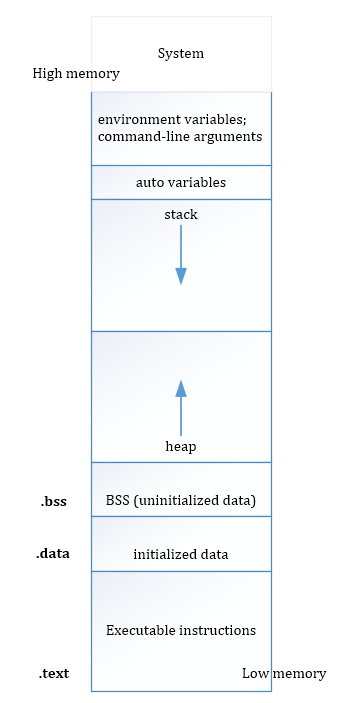 System
High memory
environment variables;
command-line arguments
auto variables
stack
heap
.bss
BSS (uninitialized data)
.data
initialized data
Executable instructions
.text
Low memory